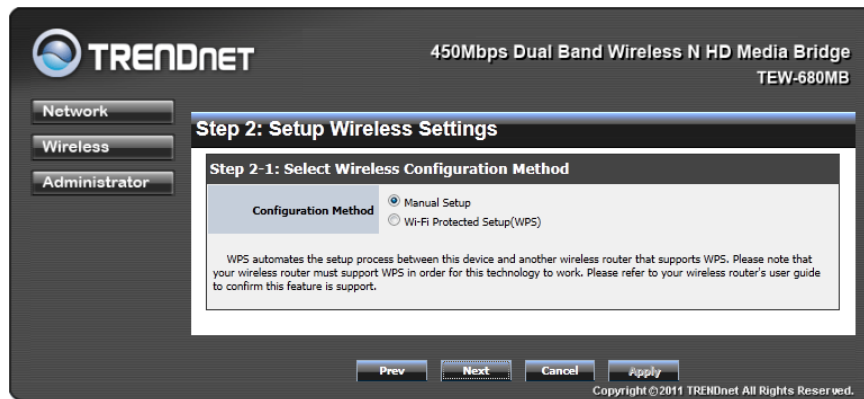 TRENDnet
450Mbps Dual Band Wireless N HD Media Bridge
TEW-680MB
Network
Wireless
Administrator
Step 2: Setup Wireless Settings
Step 2-1: Select Wireless Configuration Method
Configuration Method
Manual Setup
Wi-Fi Protected Setup(WPS)
WPS automates the setup process between this device and another wireless router that supports WPS. Please note that
your wireless router must support WPS in order for this technology to work. Please refer to your wireless router's user guide
to confirm this feature is support.
Prev Next Cancel Apply
Copyright©2011 TRENDnet All Rights Reserved.